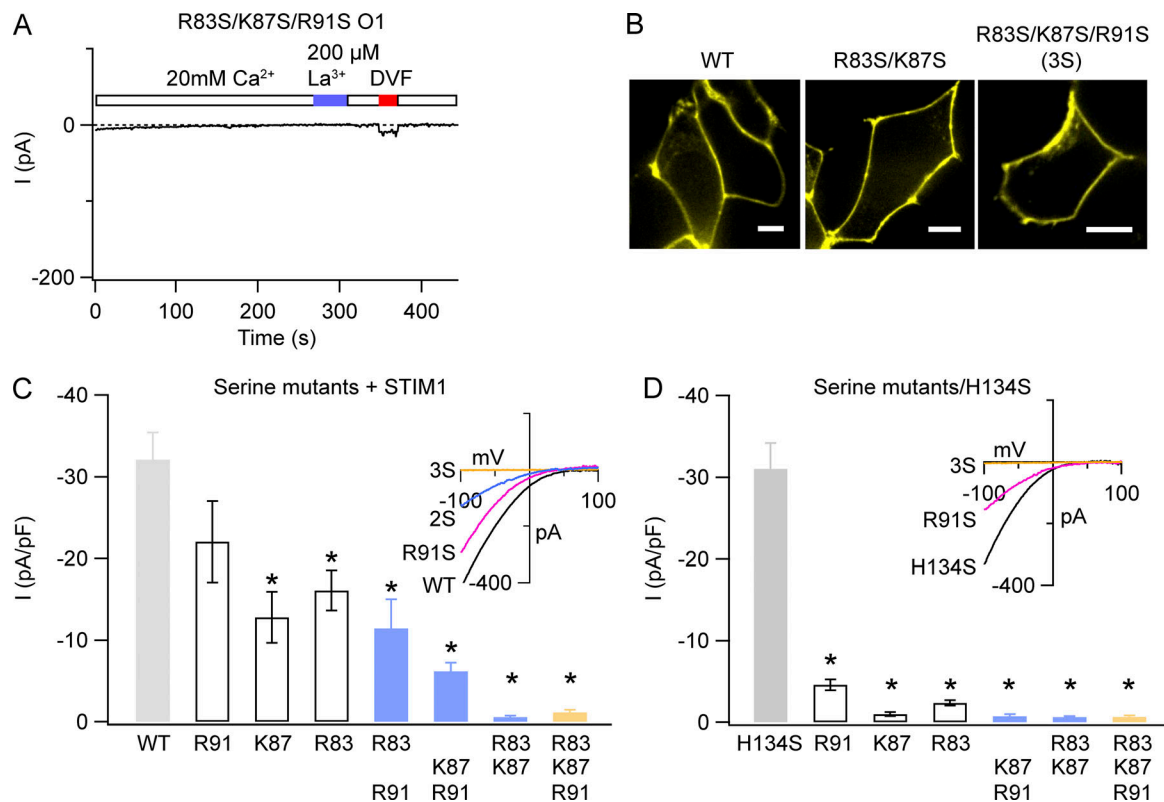 A
R83S/K87S/R91S O1
200 µM
20mM Ca²⁺ La³⁺ DVF
0
-200
I (pA)
0 100 200 300 400
Time (s)
B
WT
R83S/K87S
R83S/K87S/R91S
(3S)
C
Serine mutants + STIM1
-40
-30
-20
-10
0
I (pA/pF)
* * * * * *
mV
3S
-100 100
2S
pA
R91S
WT
-400
WT R91 K87 R83 R83 K87 R83 R83
R91 R91 K87 K87
R91
D
Serine mutants/H134S
-40
-30
-20
-10
0
I (pA/pF)
* * * * * *
mV
3S
-100 100
R91S
pA
H134S
-400
H134S R91 K87 R83 K87 R83 R83
R91 K87 K87
R91